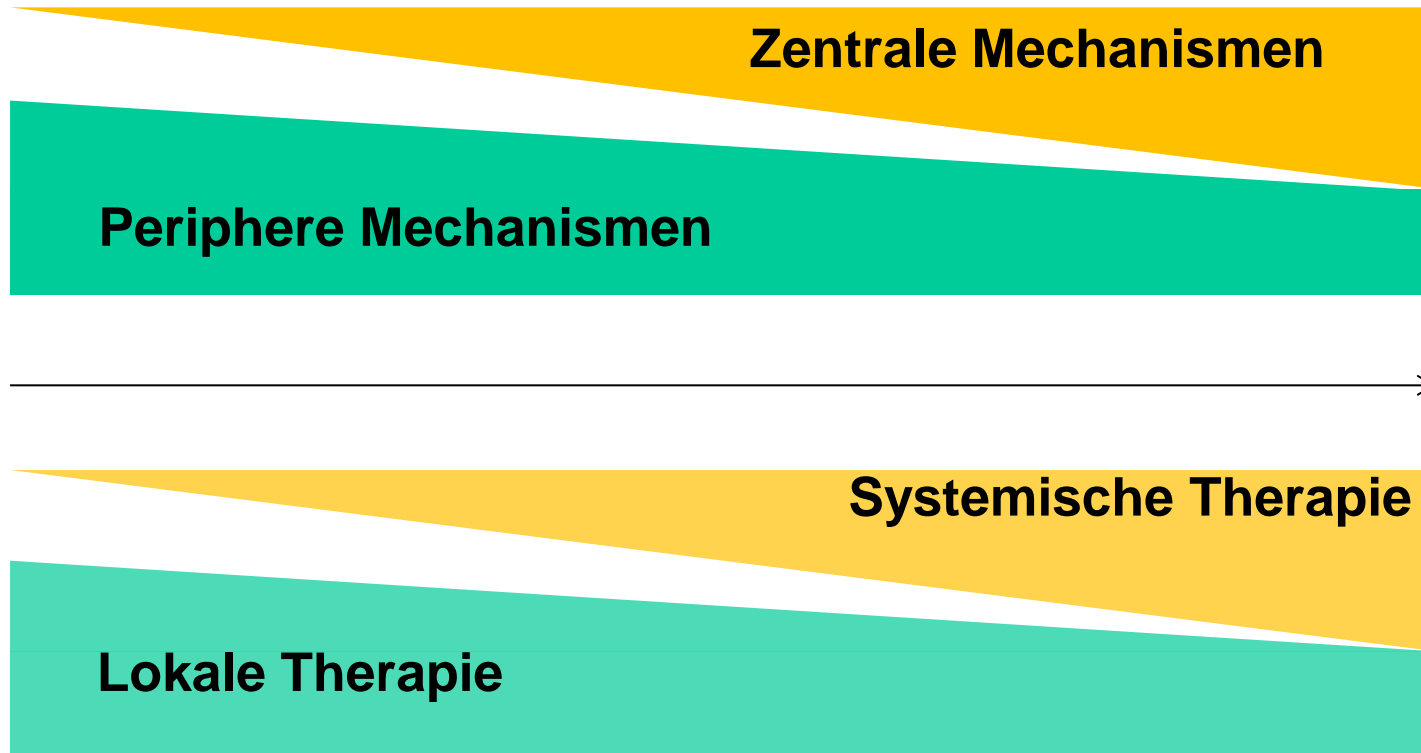 Zentrale Mechanismen
Periphere Mechanismen
Systemische Therapie
Lokale Therapie